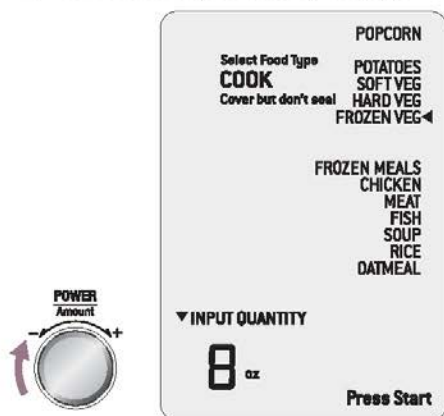 POPCORN
Select Food Type
COOK
Cover but don't seal
POTATOES
SOFT VEG
HARD VEG
FROZEN VEG
FROZEN MEALS
CHICKEN
MEAT
FISH
SOUP
RICE
OATMEAL
POWER
Amount
- +
INPUT QUANTITY
8 oz
Press Start